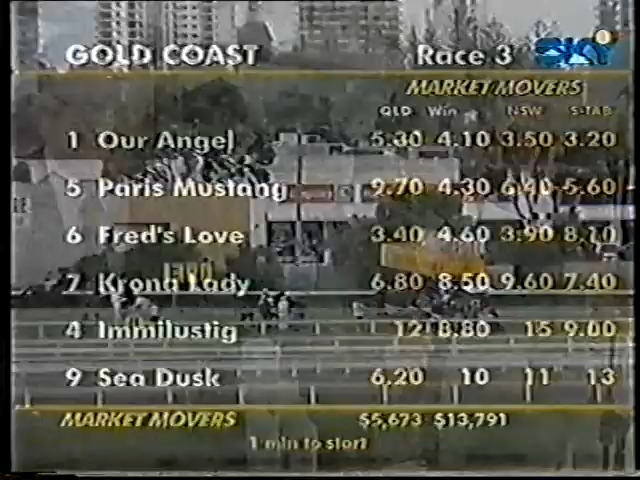 GOLD COAST Race 3 SKY
MARKET MOVERS
QLD Win NSW S-TAB
1 Our Angel 5.30 4.10 3.50 3.20
5 Paris Mustang 9.70 4.30 6.40 5.60
6 Fred's Love 3.40 4.60 3.90 8.10
7 Krona Lady 6.80 8.50 9.60 7.40
4 Immilustig 12 8.80 15 9.00
9 Sea Dusk 6.20 10 11 13
MARKET MOVERS $5,673 $13,791
1 min to start